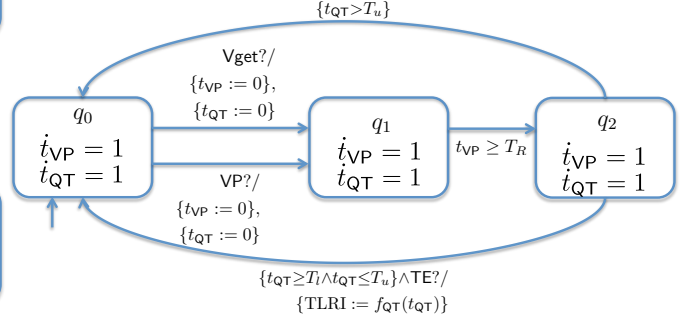 {t_QT>T_u}
Vget?/
{t_VP := 0},
{t_QT := 0}
q_0
ṫ_VP = 1
ṫ_QT = 1
q_1
ṫ_VP = 1
ṫ_QT = 1
t_VP ≥ T_R
q_2
ṫ_VP = 1
ṫ_QT = 1
VP?/
{t_VP := 0},
{t_QT := 0}
{t_QT≥T_l∧t_QT≤T_u}∧TE?/
{TLRI := f_QT(t_QT)}